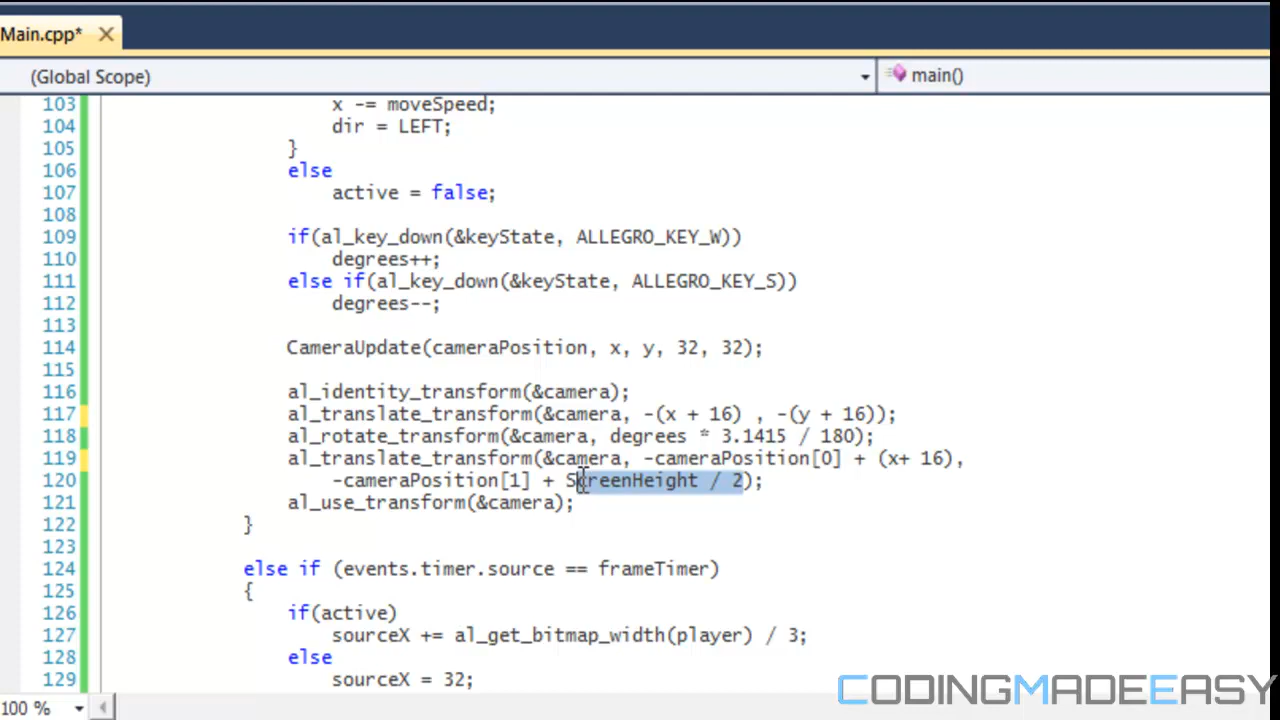 Main.cpp*
(Global Scope)
main()
103 x -= moveSpeed;
104 dir = LEFT;
105 }
106 else
107 active = false;
108
109 if(al_key_down(&keyState, ALLEGRO_KEY_W))
110 degrees++;
111 else if(al_key_down(&keyState, ALLEGRO_KEY_S))
112 degrees--;
113
114 CameraUpdate(cameraPosition, x, y, 32, 32);
115
116 al_identity_transform(&camera);
117 al_translate_transform(&camera, -(x + 16) , -(y + 16));
118 al_rotate_transform(&camera, degrees * 3.1415 / 180);
119 al_translate_transform(&camera, -cameraPosition[0] + (x+ 16),
120 -cameraPosition[1] + ScreenHeight / 2);
121 al_use_transform(&camera);
122 }
123
124 else if (events.timer.source == frameTimer)
125 {
126 if(active)
127 sourceX += al_get_bitmap_width(player) / 3;
128 else
129 sourceX = 32;
100 %
CODINGMADEEASY